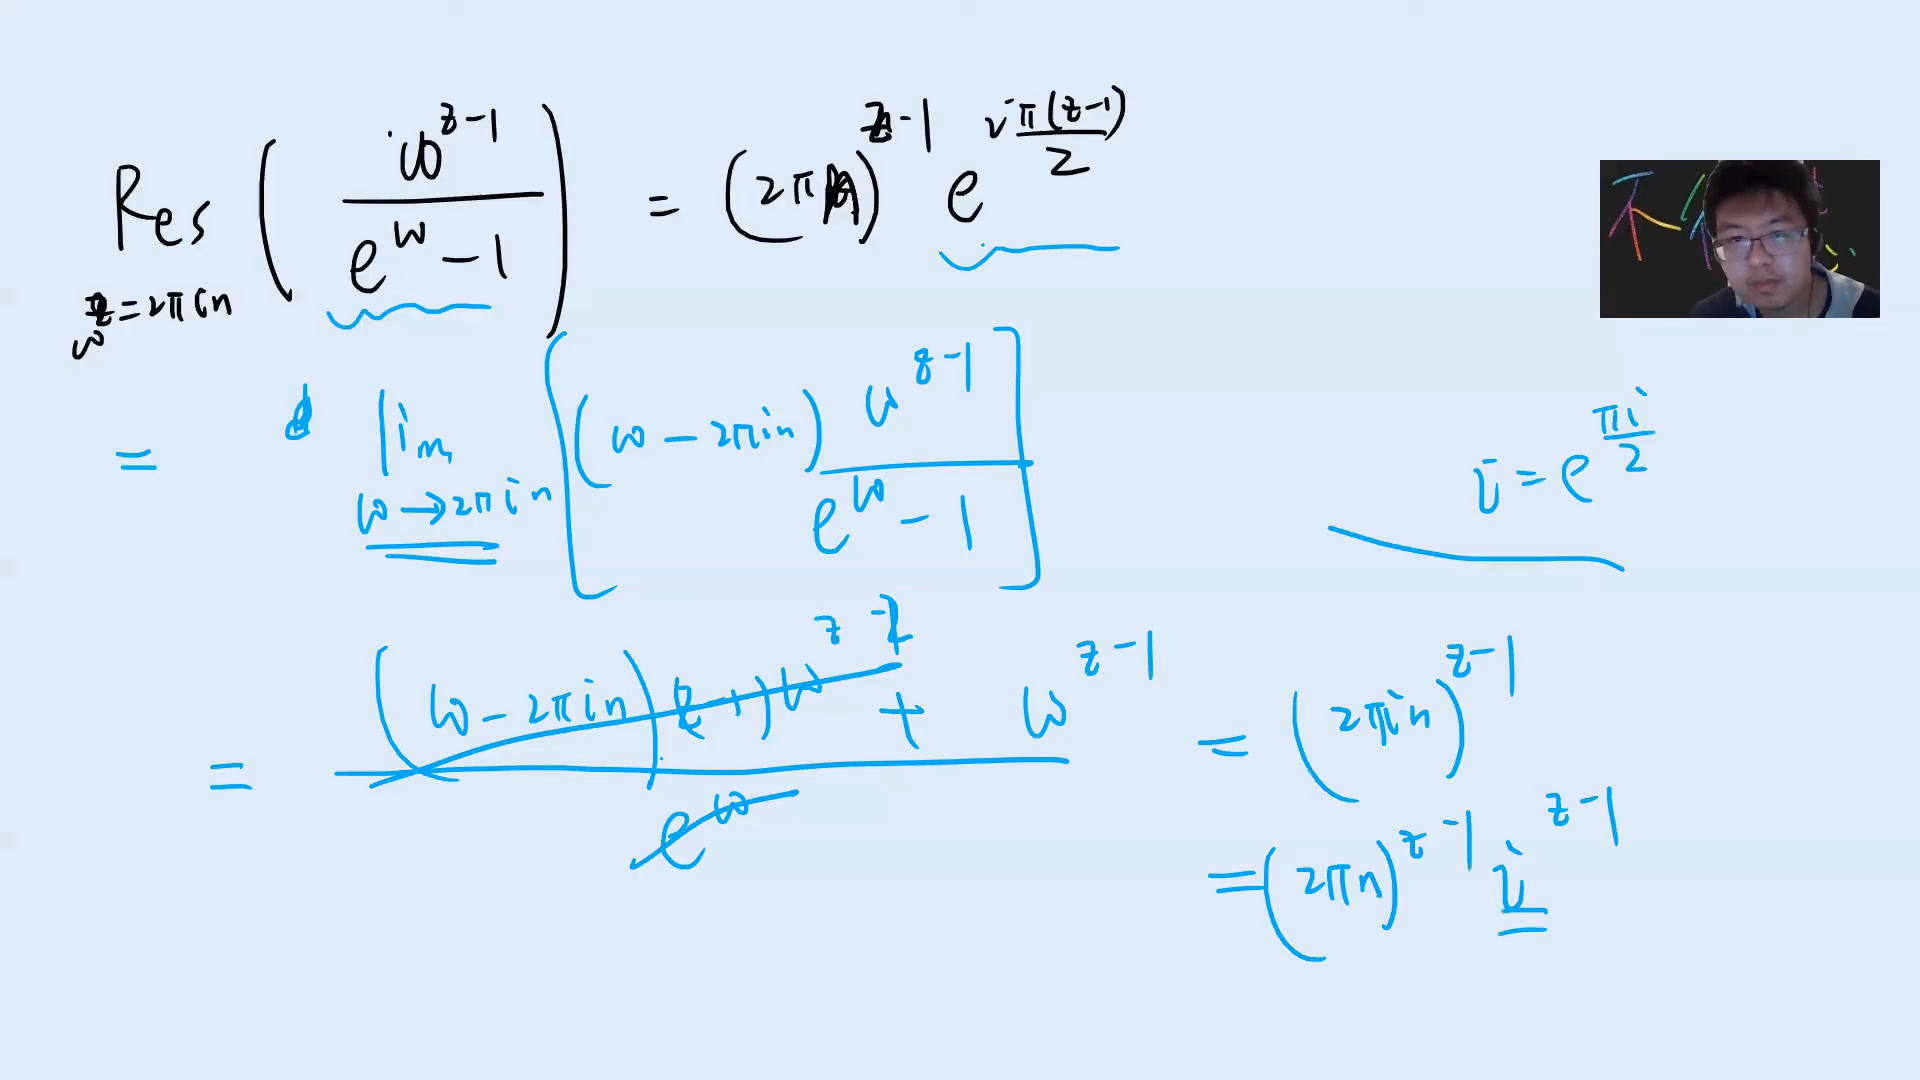 Res_{w=2πin} ( w^{z-1} / (e^w - 1) ) = (2πn)^{z-1} e^{iπ(z-1)/2}
= lim_{w→2πin} [ (w - 2πin) w^{z-1} / (e^w - 1) ]
i = e^{πi/2}
= ( (w - 2πin)(z-1) w^{z-2} + w^{z-1} ) / e^w = (2πin)^{z-1}
= (2πn)^{z-1} i^{z-1}